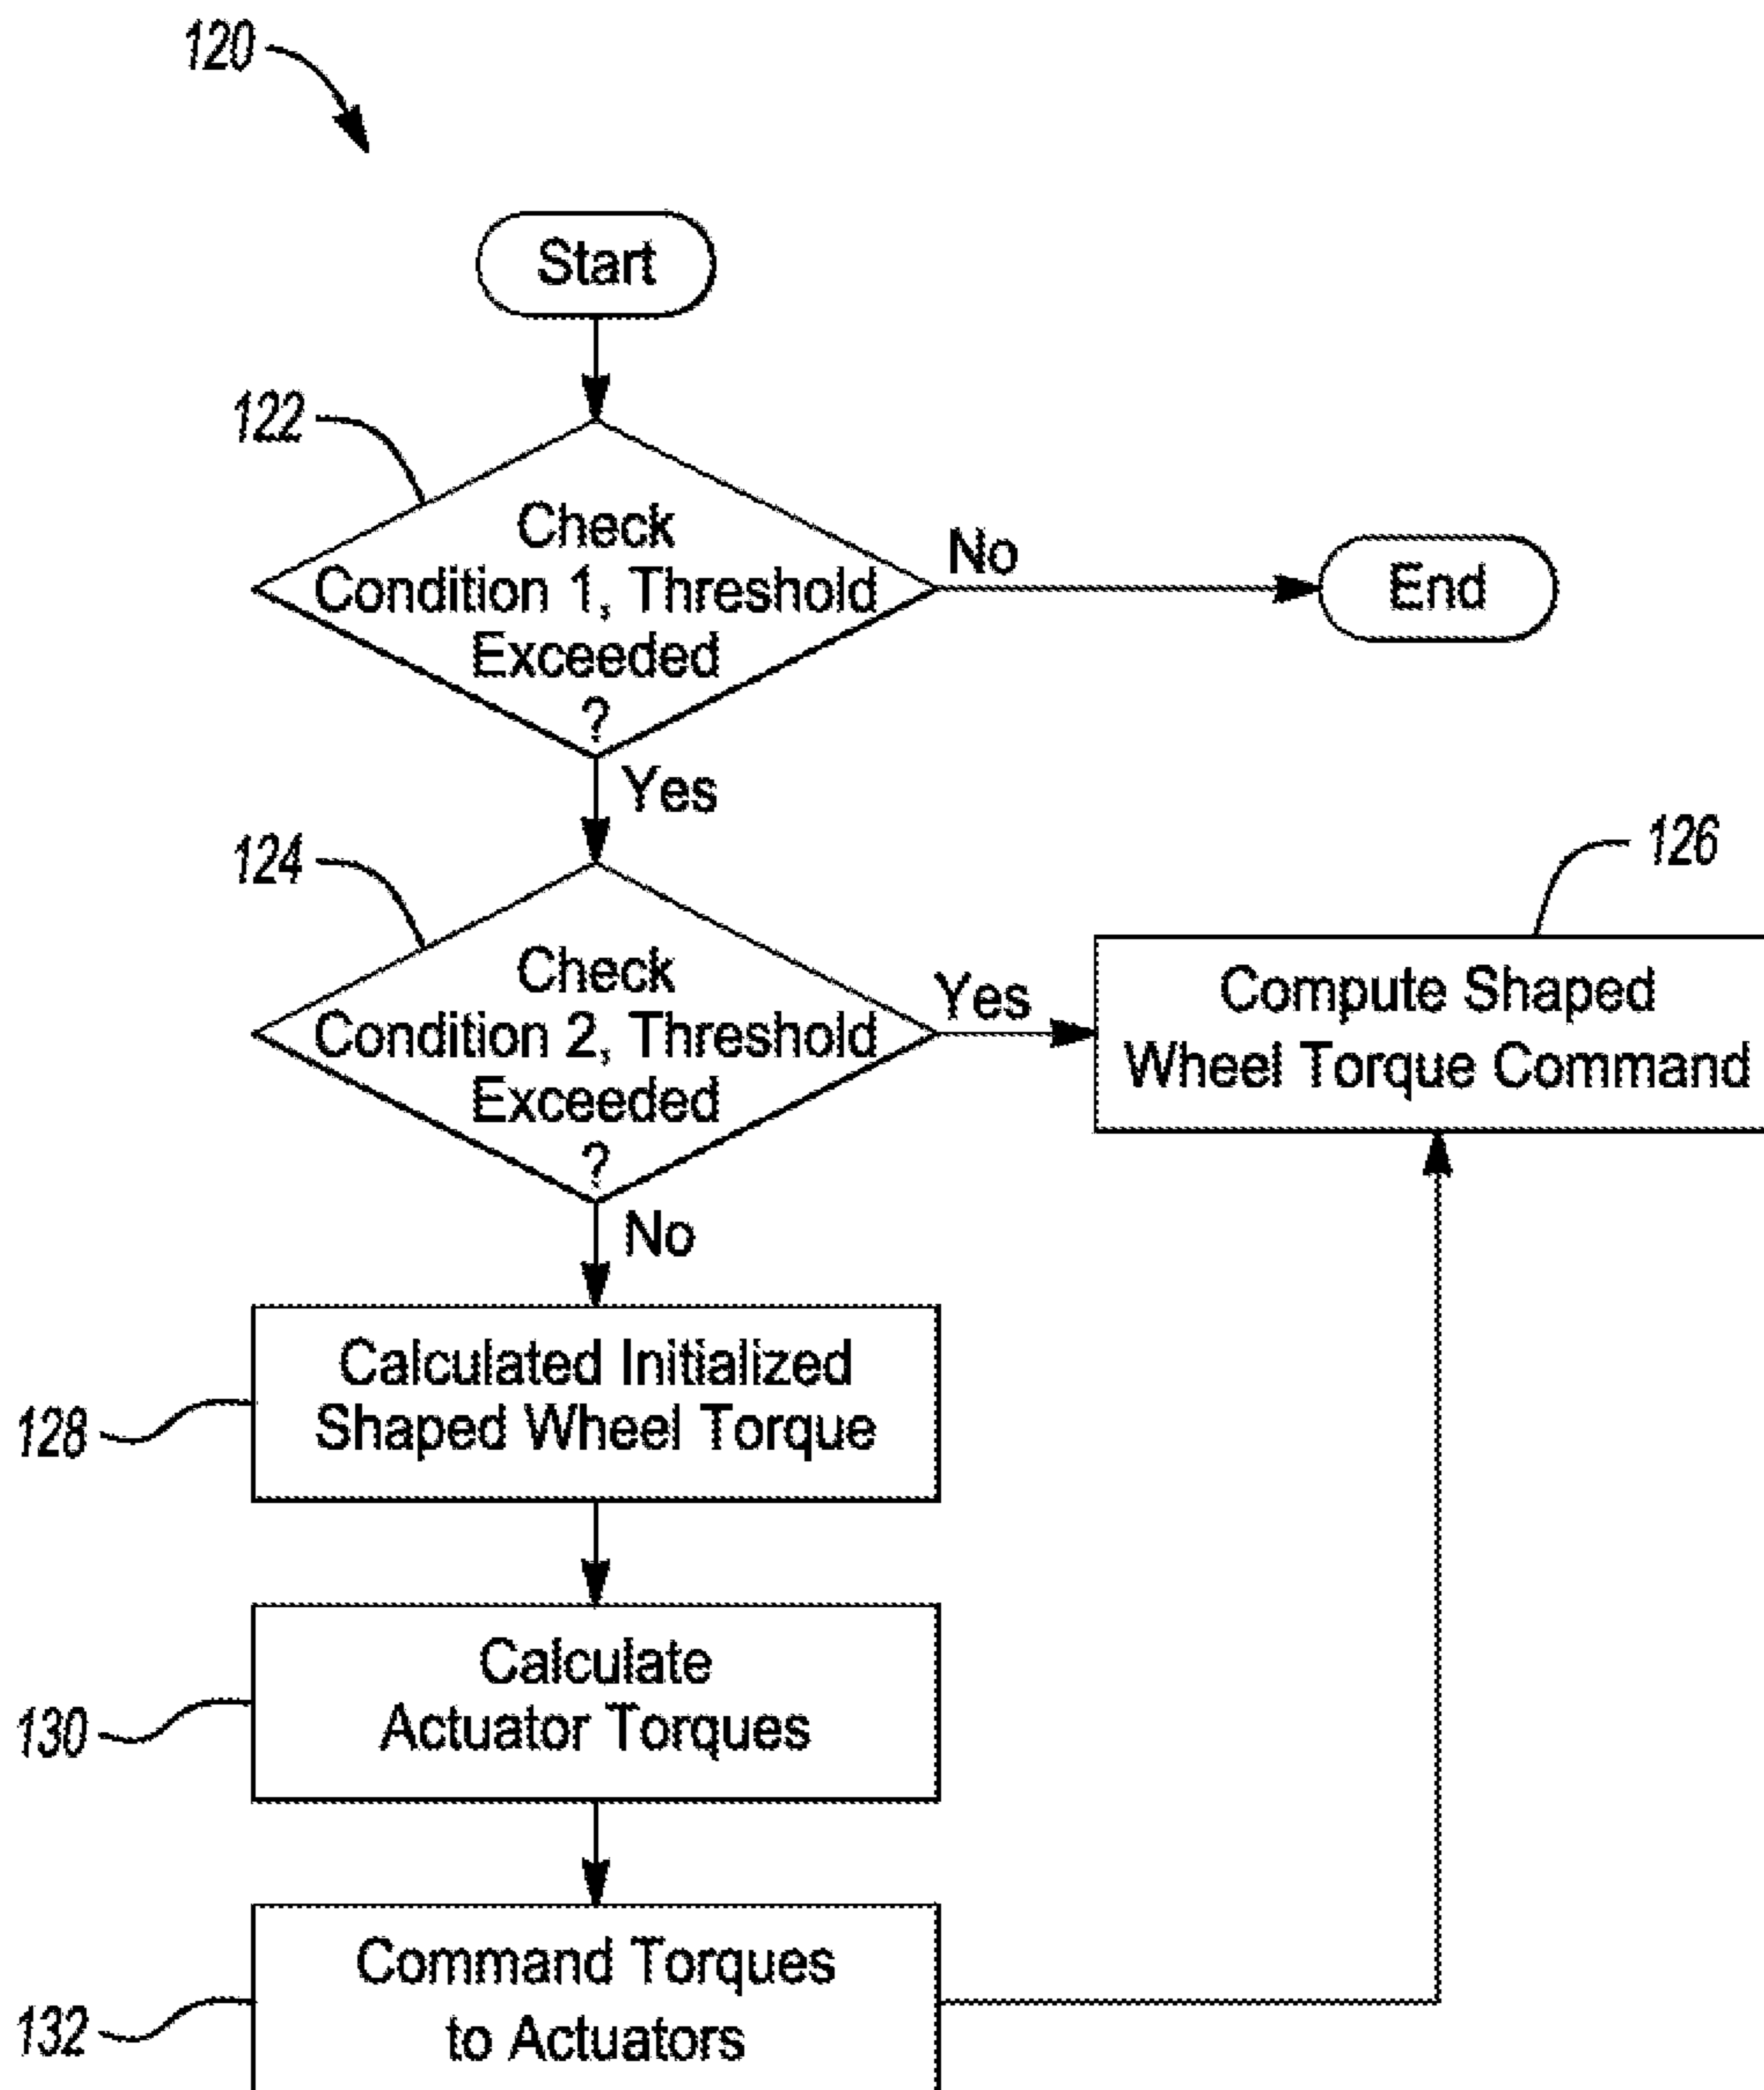 120
Start
122
Check
Condition 1, Threshold
Exceeded
?
No
End
Yes
124
Check
Condition 2, Threshold
Exceeded
?
Yes
126
Compute Shaped
Wheel Torque Command
No
128
Calculated Initialized
Shaped Wheel Torque
130
Calculate
Actuator Torques
132
Command Torques
to Actuators